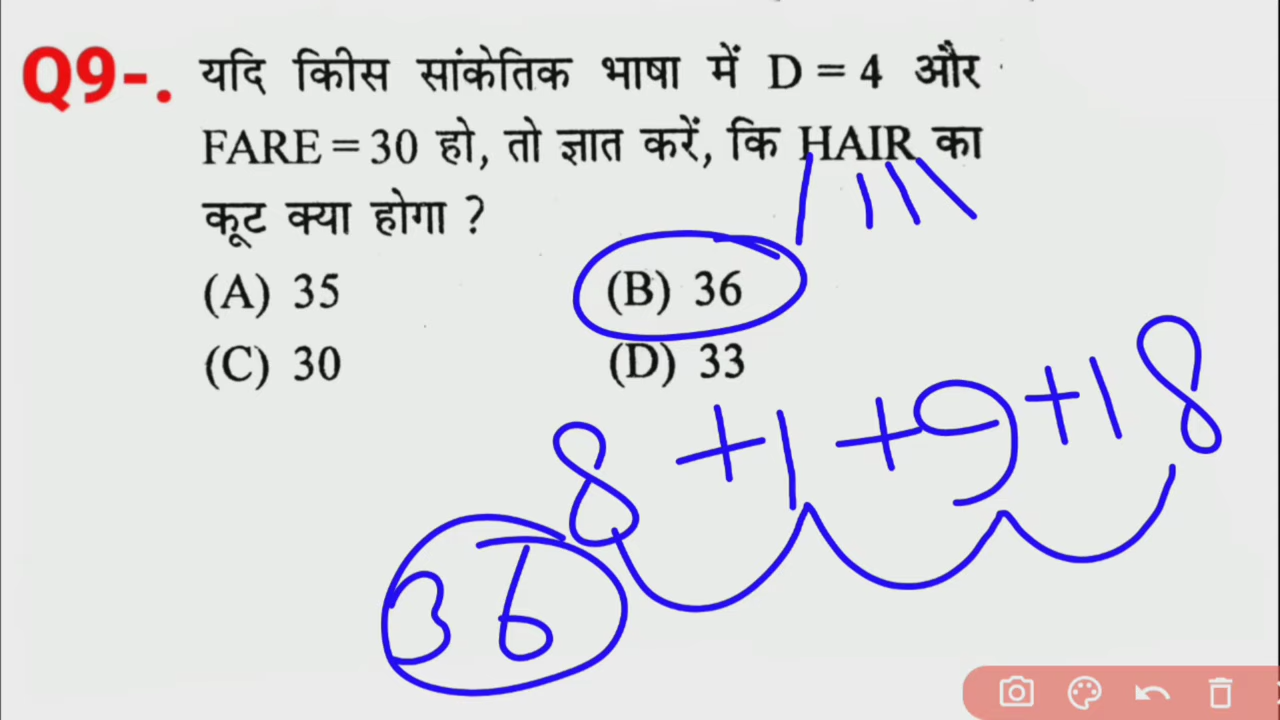 Q9-. यदि किीस सांकेतिक भाषा में D = 4 और
FARE = 30 हो, तो ज्ञात करें, कि HAIR का
कूट क्या होगा ?
(A) 35 (B) 36
(C) 30 (D) 33
8 + 1 + 9 + 18
36